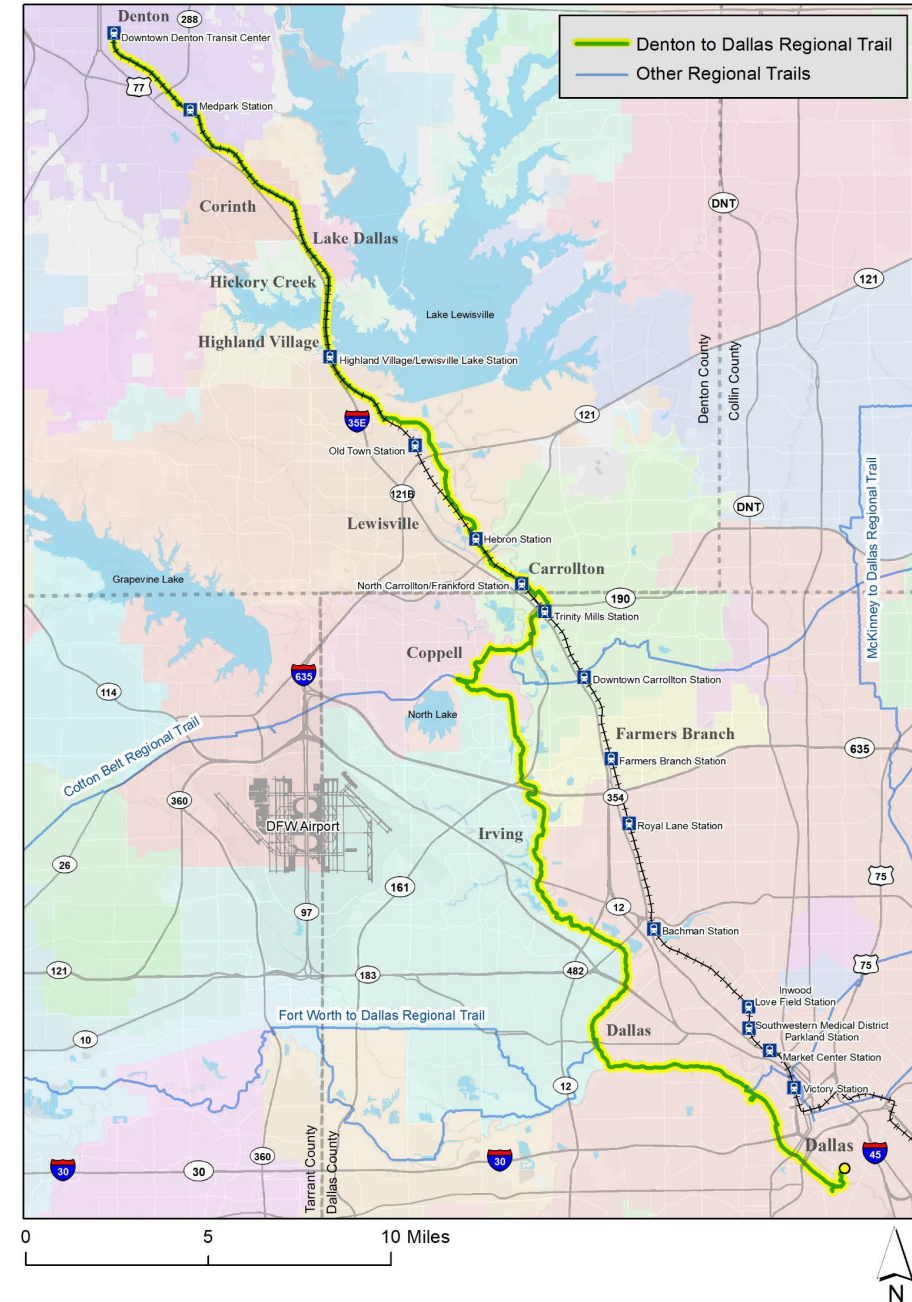 Denton
288
Downtown Denton Transit Center
Denton to Dallas Regional Trail
Other Regional Trails
77
Medpark Station
Corinth
DNT
Lake Dallas
Hickory Creek
121
Lake Lewisville
Highland Village
Highland Village/Lewisville Lake Station
Denton County
Collin County
35E
121
Old Town Station
121B
DNT
McKinney to Dallas Regional Trail
Lewisville
Hebron Station
Grapevine Lake
Carrollton
North Carrollton/Frankford Station
190
Trinity Mills Station
Coppell
635
Downtown Carrollton Station
114
North Lake
Farmers Branch
Cotton Belt Regional Trail
635
Farmers Branch Station
360
354
DFW Airport
Irving
Royal Lane Station
26
75
161
97
12
Bachman Station
121
183
482
75
Inwood
Love Field Station
Fort Worth to Dallas Regional Trail
Southwestern Medical District
Parkland Station
10
Dallas
Market Center Station
12
Victory Station
Tarrant County
Dallas County
Dallas
360
30
30
30
45
0
5
10 Miles
N